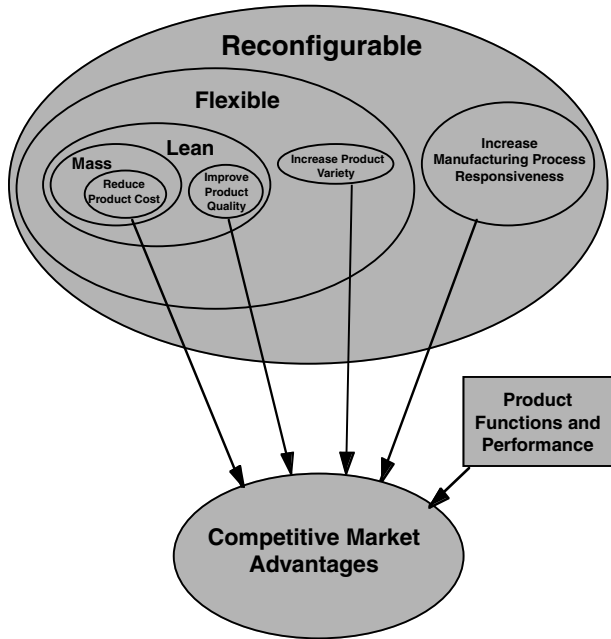 Reconfigurable
Flexible
Lean
Mass
Reduce
Product Cost
Improve
Product
Quality
Increase Product
Variety
Increase
Manufacturing Process
Responsiveness
Product
Functions and
Performance
Competitive Market
Advantages